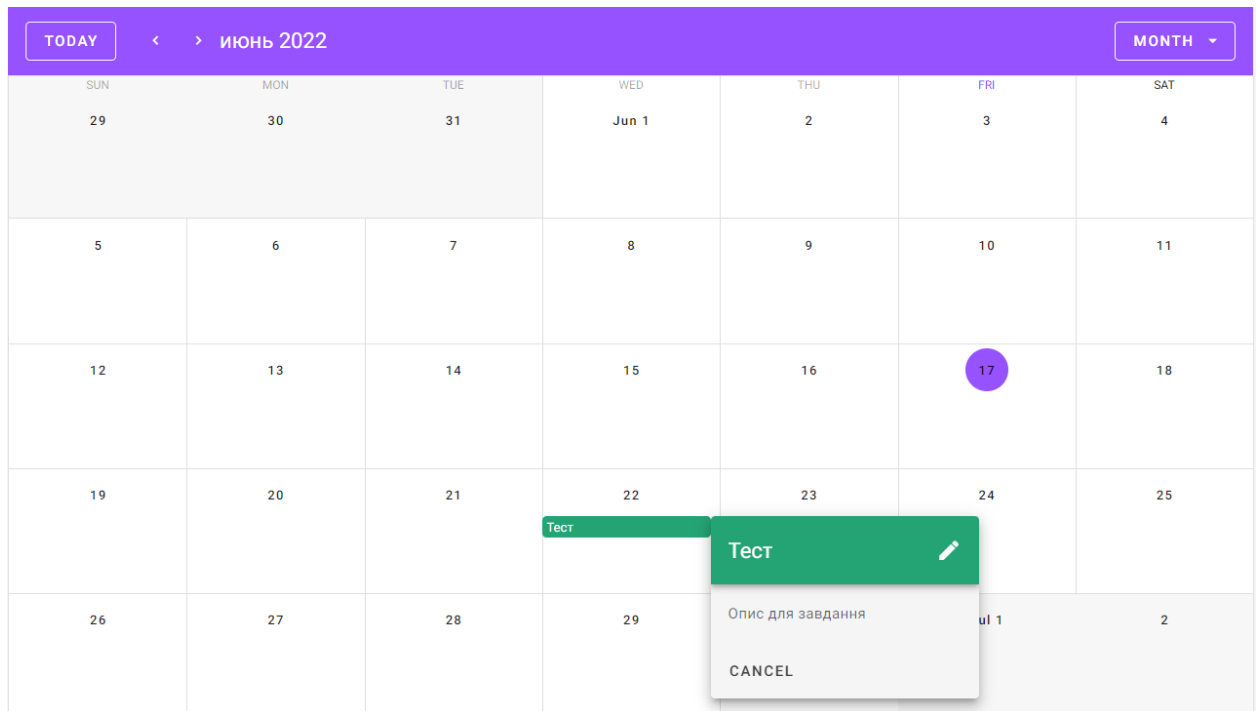 TODAY < > июнь 2022 MONTH
SUN MON TUE WED THU FRI SAT
29 30 31 Jun 1 2 3 4
5 6 7 8 9 10 11
12 13 14 15 16 17 18
19 20 21 22 23 24 25
Тест
Тест
26 27 28 29 ul 1 2
Опис для завдання
CANCEL